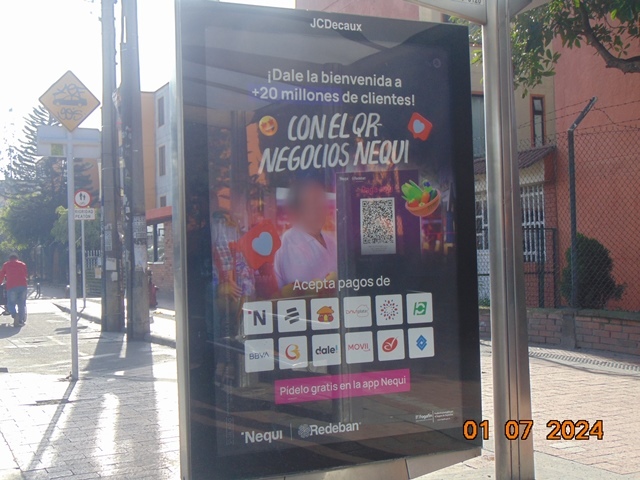 JCDecaux
¡Dale la bienvenida a
+20 millones de clientes!
CON EL QR
NEGOCIOS NEQUI
Acepta pagos de
N
BBVA
dale!
MOVII
Pídelo gratis en la app Nequi
Nequi
Redeban
01 07 2024